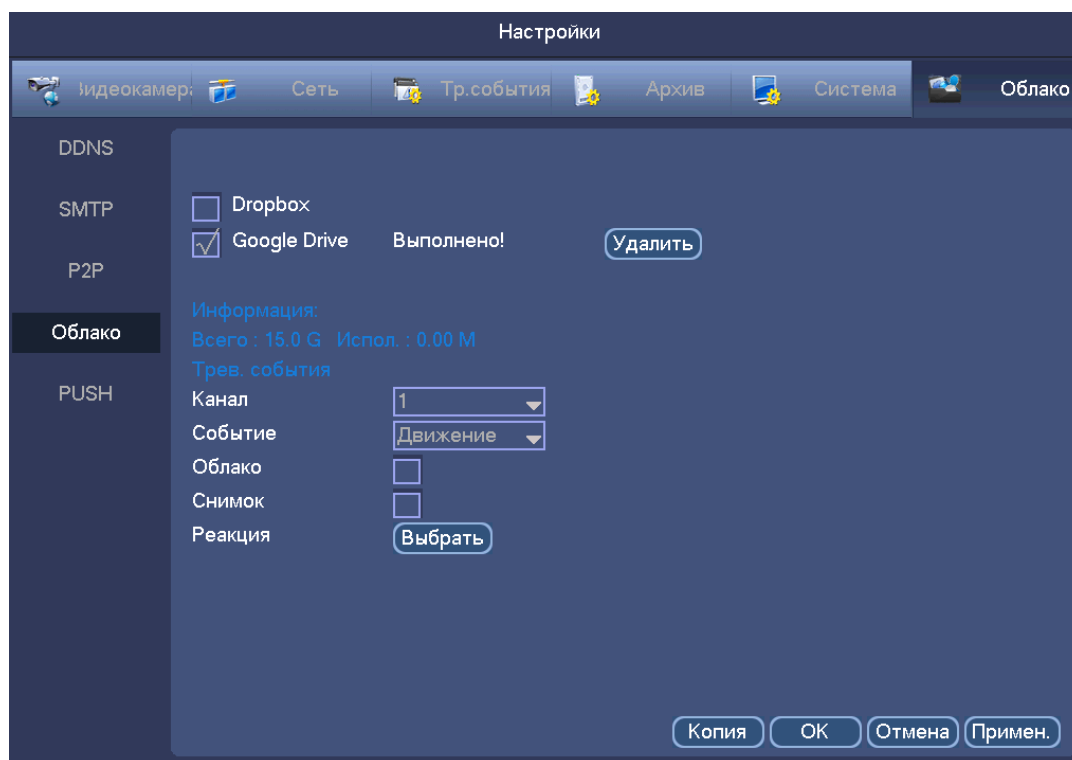 Настройки
Видеокамера Сеть Тр.события Архив Система Облако
DDNS
SMTP
P2P
Облако
PUSH
Dropbox
Google Drive Выполнено! Удалить
Информация:
Всего : 15.0 G Испол. : 0.00 M
Трев. события
Канал 1
Событие Движение
Облако
Снимок
Реакция Выбрать
Копия OK Отмена Примен.